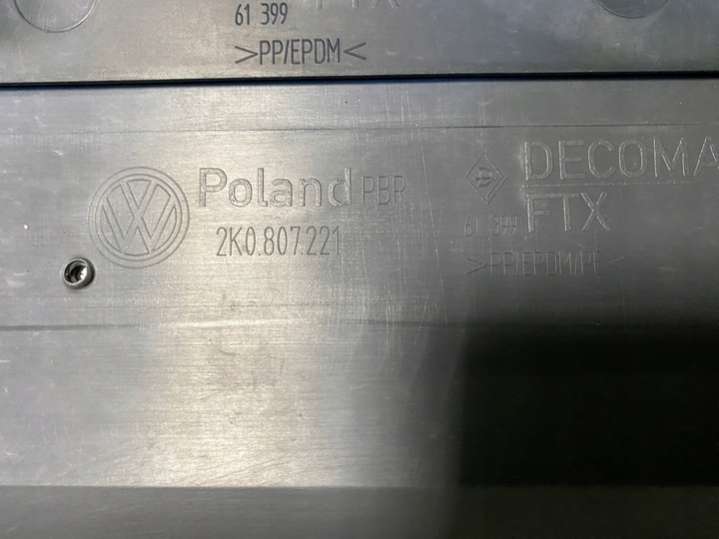 61 399
>PP/EPDM<
Poland PBR
2K0.807.221
DECOMA
61 399 FTX
>PP/EPDM/PE<